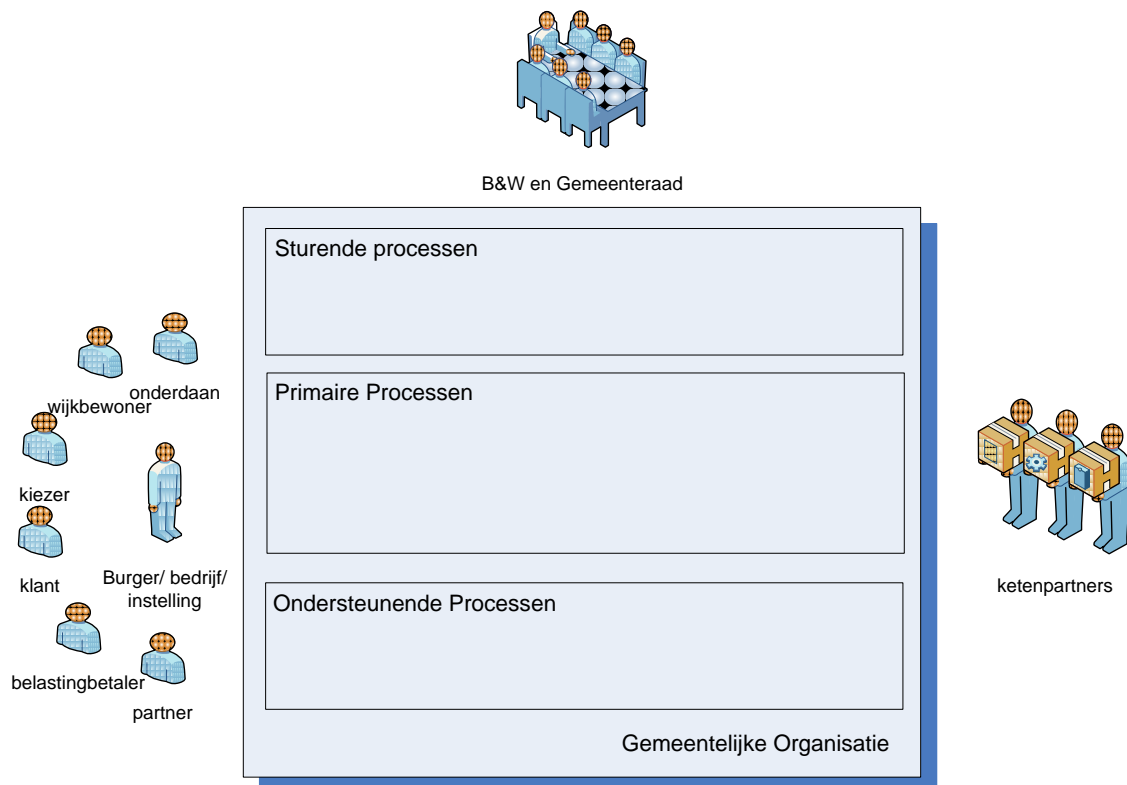 B&W en Gemeenteraad
Sturende processen
Primaire Processen
Ondersteunende Processen
Gemeentelijke Organisatie
onderdaan
wijkbewoner
kiezer
klant
Burger/ bedrijf/
instelling
belastingbetaler
partner
ketenpartners